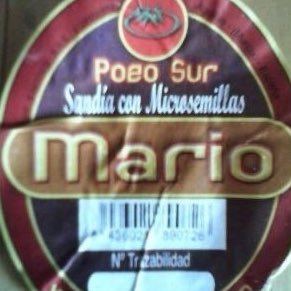 Poeo Sur
Sandía con Microsemillas
Mario
Nº Trazabilidad